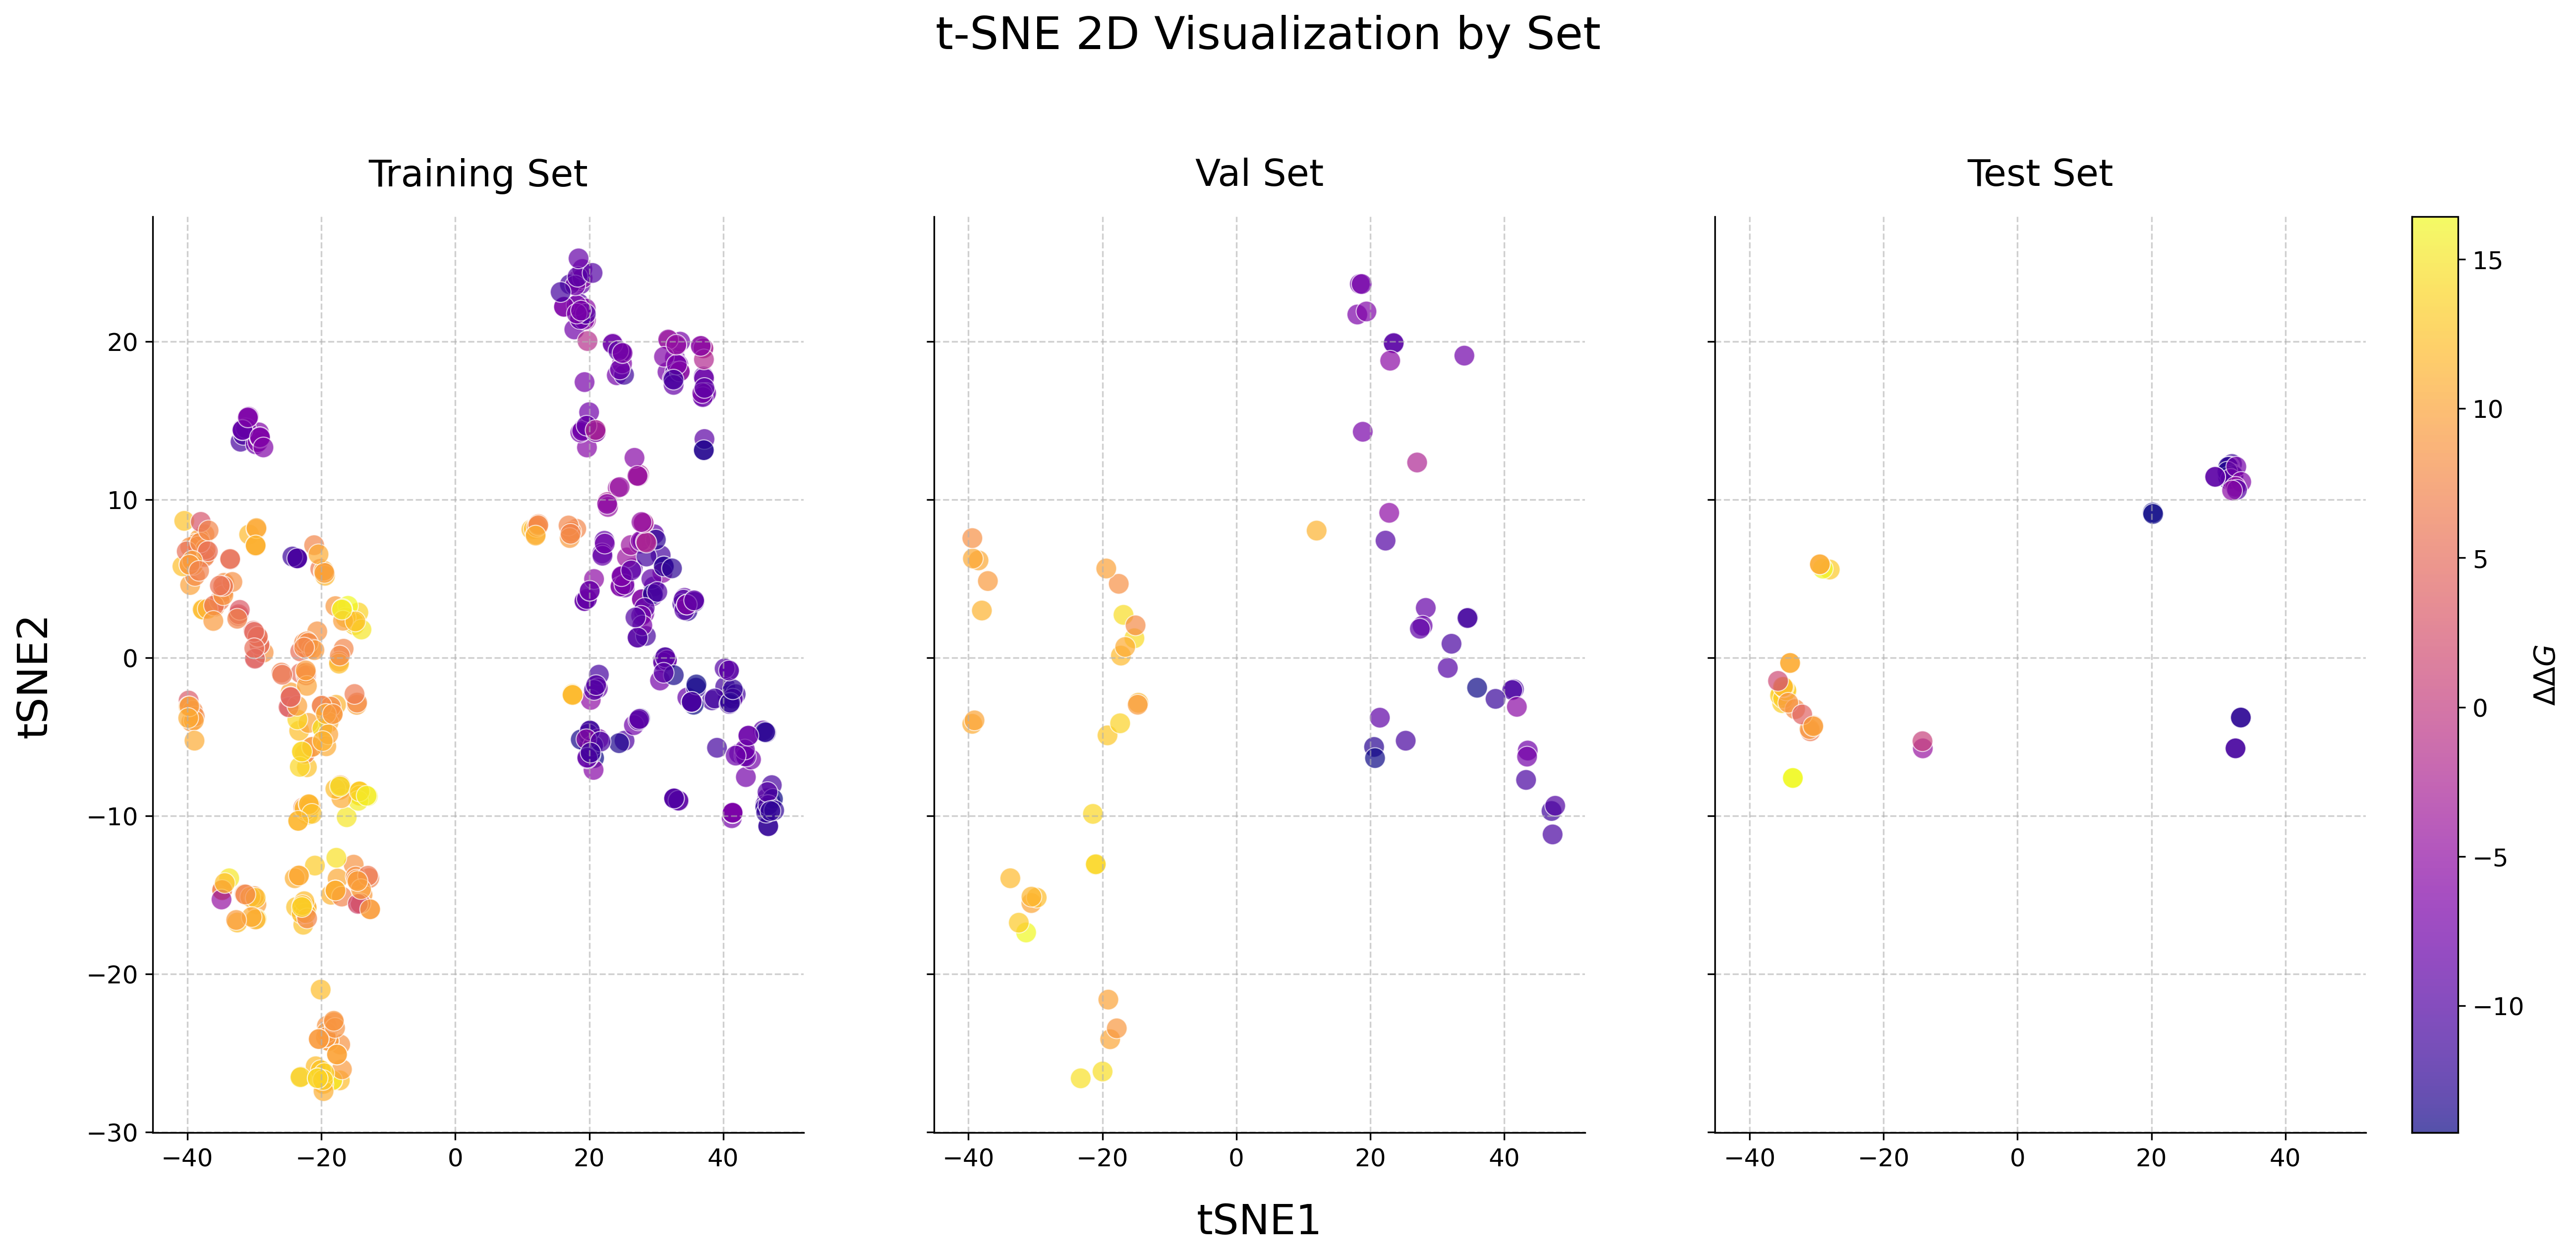 t-SNE 2D Visualization by Set
Training Set
Val Set
Test Set
tSNE2
20
10
0
−10
−20
−30
−40 −20 0 20 40
−40 −20 0 20 40
−40 −20 0 20 40
tSNE1
15
10
5
0
−5
−10
ΔΔG